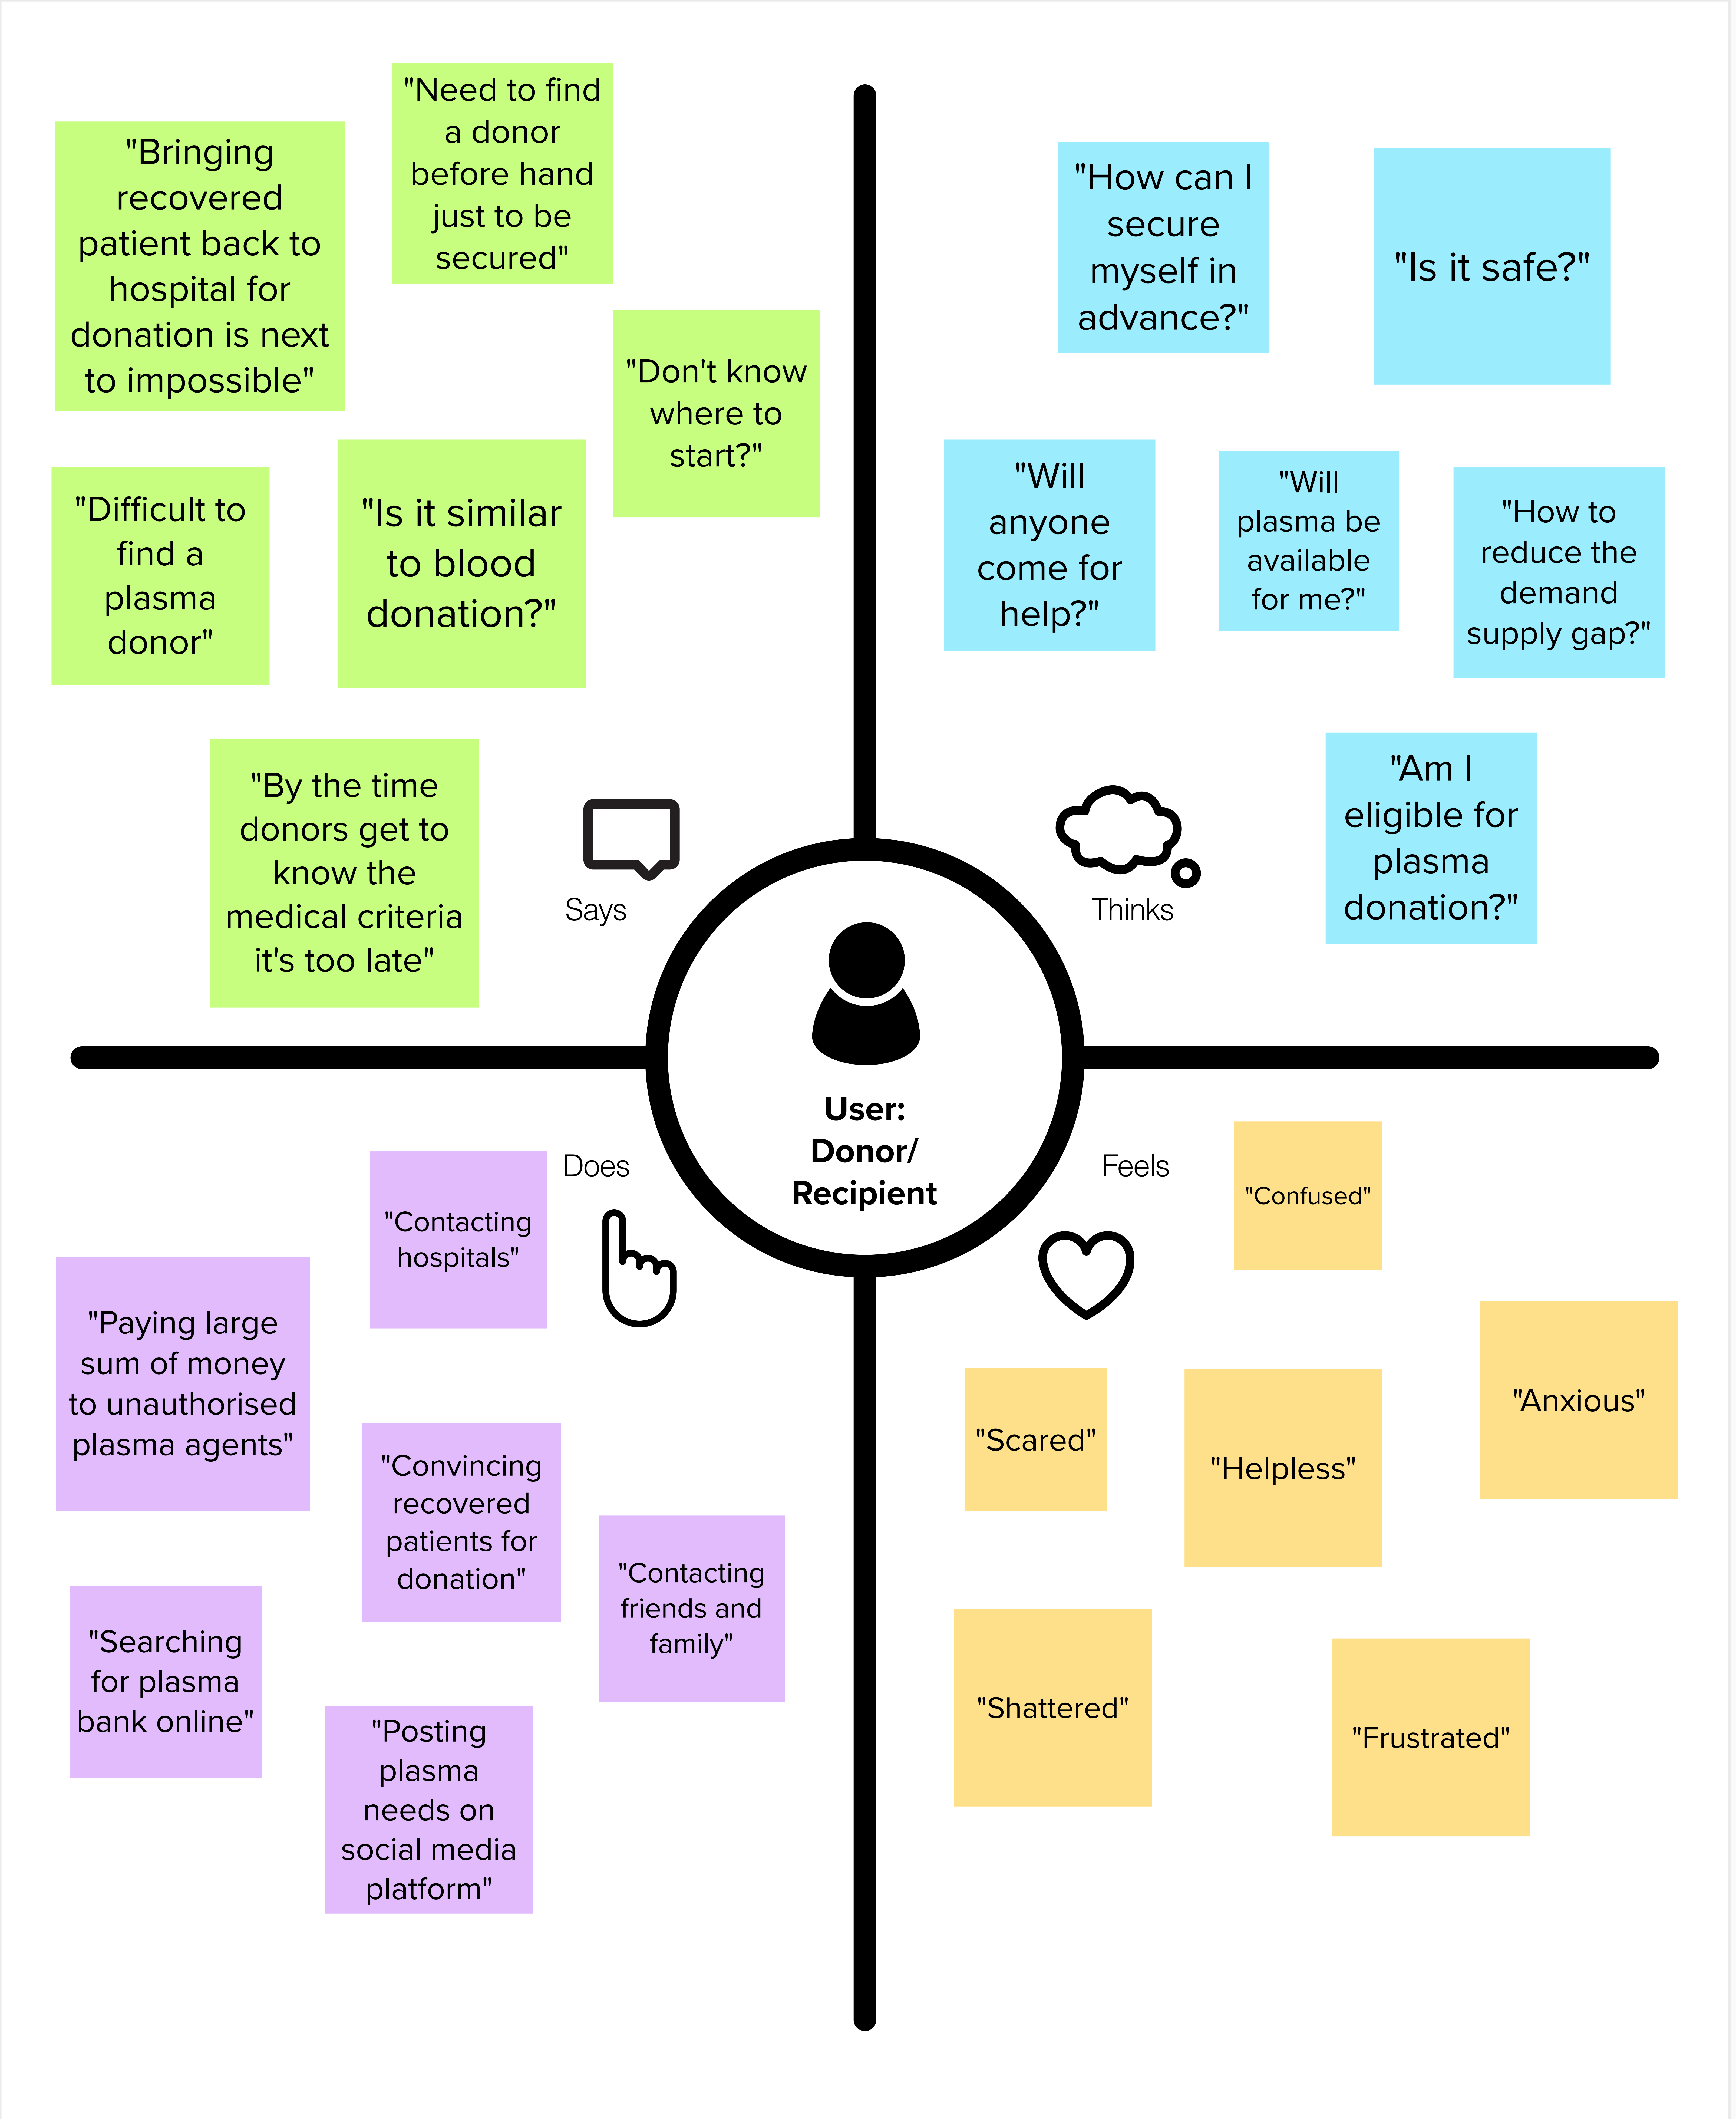 "Need to find
a donor
before hand
just to be
secured"
"Bringing
recovered
patient back to
hospital for
donation is next
to impossible"
"Don't know
where to
start?"
"Difficult to
find a
plasma
donor"
"Is it similar
to blood
donation?"
"By the time
donors get to
know the
medical criteria
it's too late"
Says
"How can I
secure
myself in
advance?"
"Is it safe?"
"Will
anyone
come for
help?"
"Will
plasma be
available
for me?"
"How to
reduce the
demand
supply gap?"
"Am I
eligible for
plasma
donation?"
Thinks
User:
Donor/
Recipient
Does
"Contacting
hospitals"
"Paying large
sum of money
to unauthorised
plasma agents"
"Convincing
recovered
patients for
donation"
"Contacting
friends and
family"
"Searching
for plasma
bank online"
"Posting
plasma
needs on
social media
platform"
Feels
"Confused"
"Anxious"
"Scared"
"Helpless"
"Shattered"
"Frustrated"